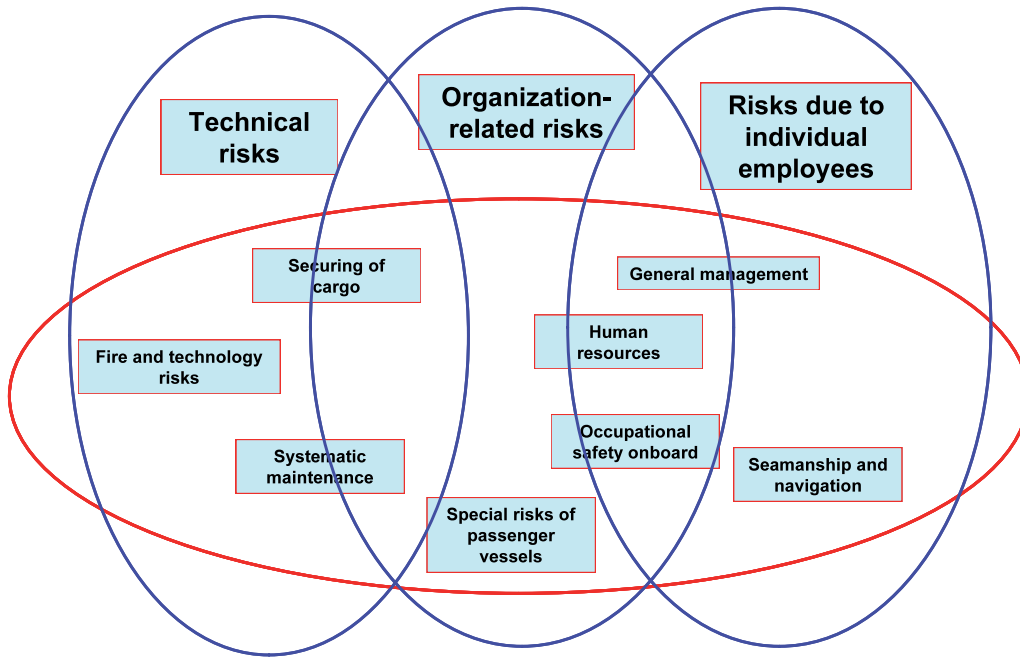 Technical
risks
Organization-
related risks
Risks due to
individual
employees
Securing of
cargo
General management
Human
resources
Fire and technology
risks
Occupational
safety onboard
Systematic
maintenance
Seamanship and
navigation
Special risks of
passenger
vessels